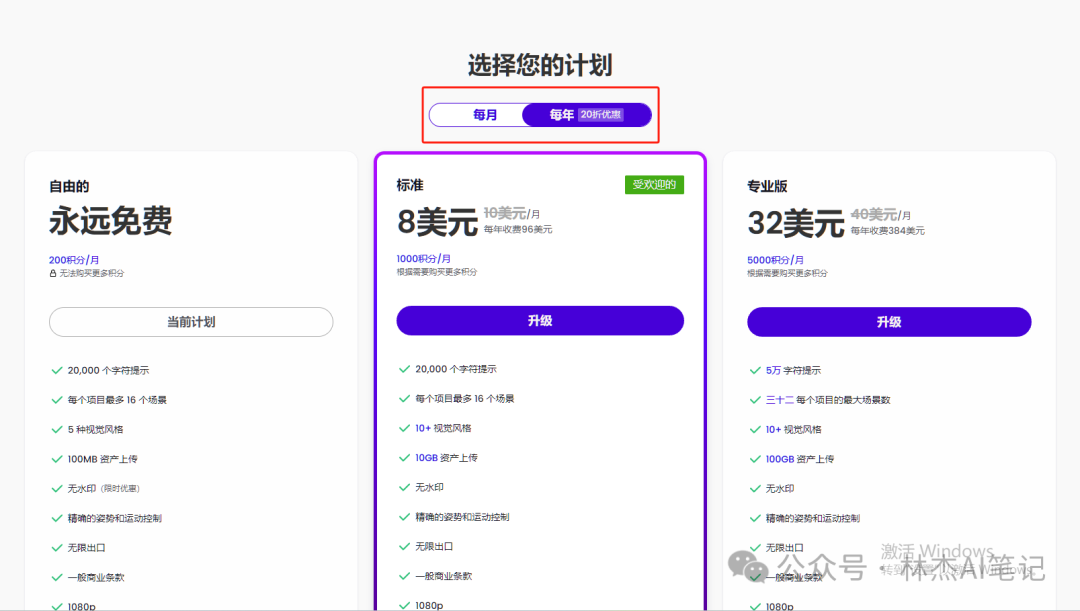 选择您的计划
每月
每年 20折优惠
自由的
永远免费
200积分/月
无法购买更多积分
当前计划
20,000 个字符提示
每个项目最多 16 个场景
5 种视觉风格
100MB 资产上传
无水印 (限时优惠)
精确的姿势和运动控制
无限出口
一般商业条款
1080p
标准
受欢迎的
8美元 10美元/月
每年收费96美元
1000积分/月
根据需要购买更多积分
升级
20,000 个字符提示
每个项目最多 16 个场景
10+ 视觉风格
10GB 资产上传
无水印
精确的姿势和运动控制
无限出口
一般商业条款
1080p
专业版
32美元 40美元/月
每年收费384美元
5000积分/月
根据需要购买更多积分
升级
5万 字符提示
三十二 每个项目的最大场景数
10+ 视觉风格
100GB 资产上传
无水印
精确的姿势和运动控制
无限出口
一般商业条款
1080p
激活 Windows
公众号 · 林杰AI笔记